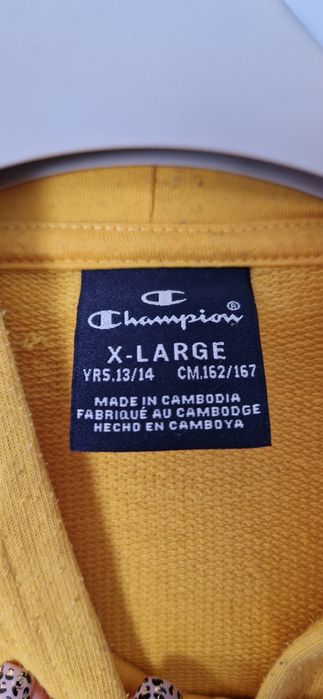 Champion®
X-LARGE
YRS.13/14 CM.162/167
MADE IN CAMBODIA
FABRIQUÉ AU CAMBODGE
HECHO EN CAMBOYA